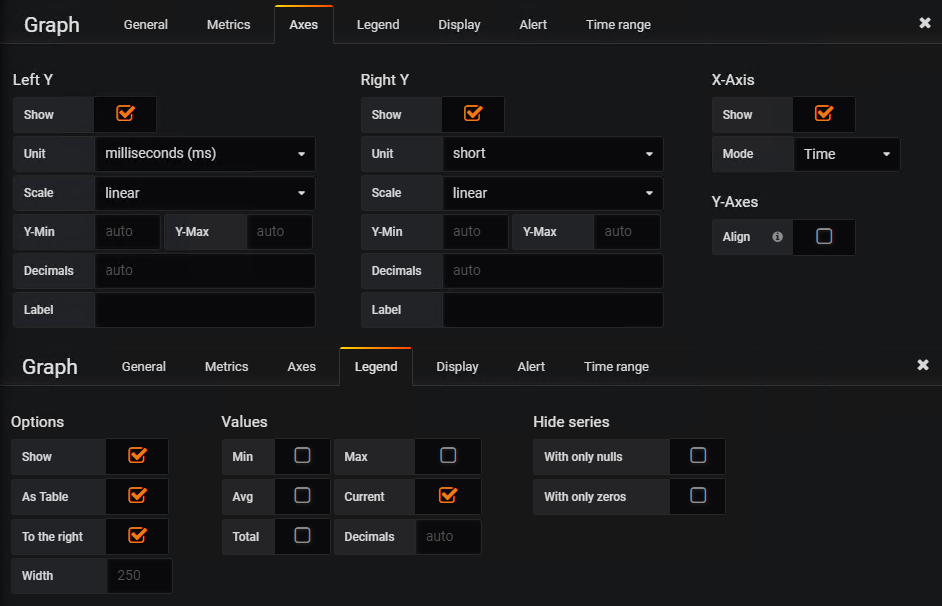 Graph General Metrics Axes Legend Display Alert Time range
Left Y Right Y X-Axis
Show Show Show
Unit milliseconds (ms) Unit short Mode Time
Scale linear Scale linear
Y-Axes
Y-Min auto Y-Max auto Y-Min auto Y-Max auto Align
Decimals auto Decimals auto
Label Label
Graph General Metrics Axes Legend Display Alert Time range
Options Values Hide series
Show Min Max With only nulls
As Table Avg Current With only zeros
To the right Total Decimals auto
Width 250